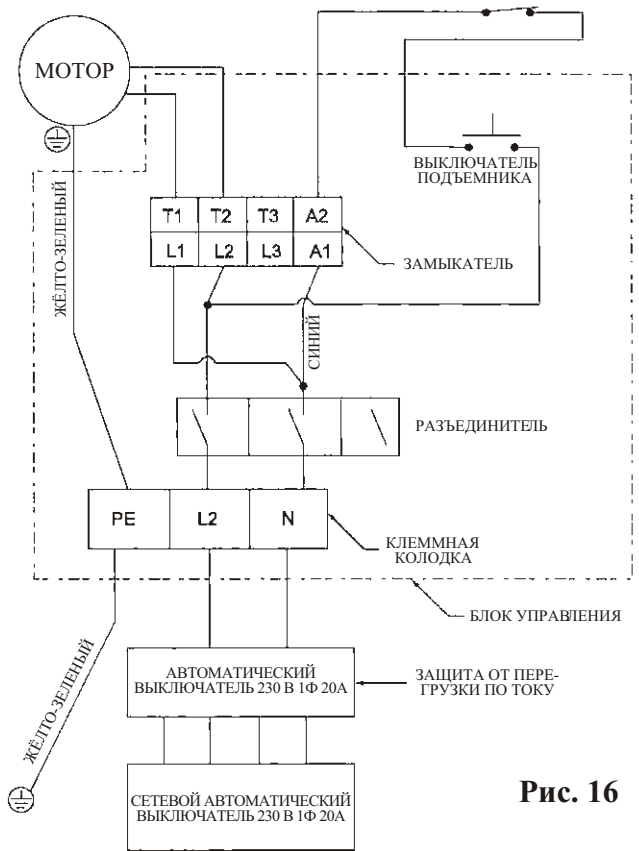 МОТОР
ВЫКЛЮЧАТЕЛЬ
ПОДЪЕМНИКА
ЖЁЛТО-ЗЕЛЕНЫЙ
T1 T2 T3 A2
L1 L2 L3 A1
ЗАМЫКАТЕЛЬ
СИНИЙ
РАЗЪЕДИНИТЕЛЬ
PE L2 N
КЛЕММНАЯ
КОЛОДКА
БЛОК УПРАВЛЕНИЯ
ЖЁЛТО-ЗЕЛЕНЫЙ
АВТОМАТИЧЕСКИЙ
ВЫКЛЮЧАТЕЛЬ 230 В 1Ф 20А
ЗАЩИТА ОТ ПЕРЕ-
ГРУЗКИ ПО ТОКУ
СЕТЕВОЙ АВТОМАТИЧЕСКИЙ
ВЫКЛЮЧАТЕЛЬ 230 В 1Ф 20А
Рис. 16